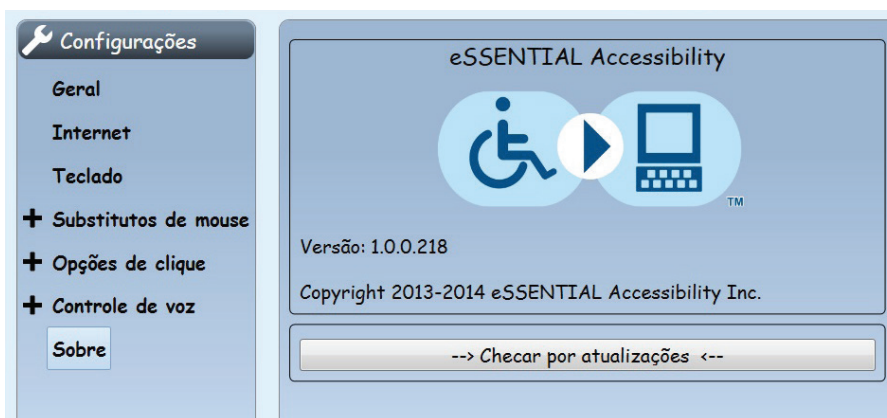 Configurações
Geral
Internet
Teclado
+ Substitutos de mouse
+ Opções de clique
+ Controle de voz
Sobre
eSSENTIAL Accessibility
TM
Versão: 1.0.0.218
Copyright 2013-2014 eSSENTIAL Accessibility Inc.
--> Checar por atualizações <--